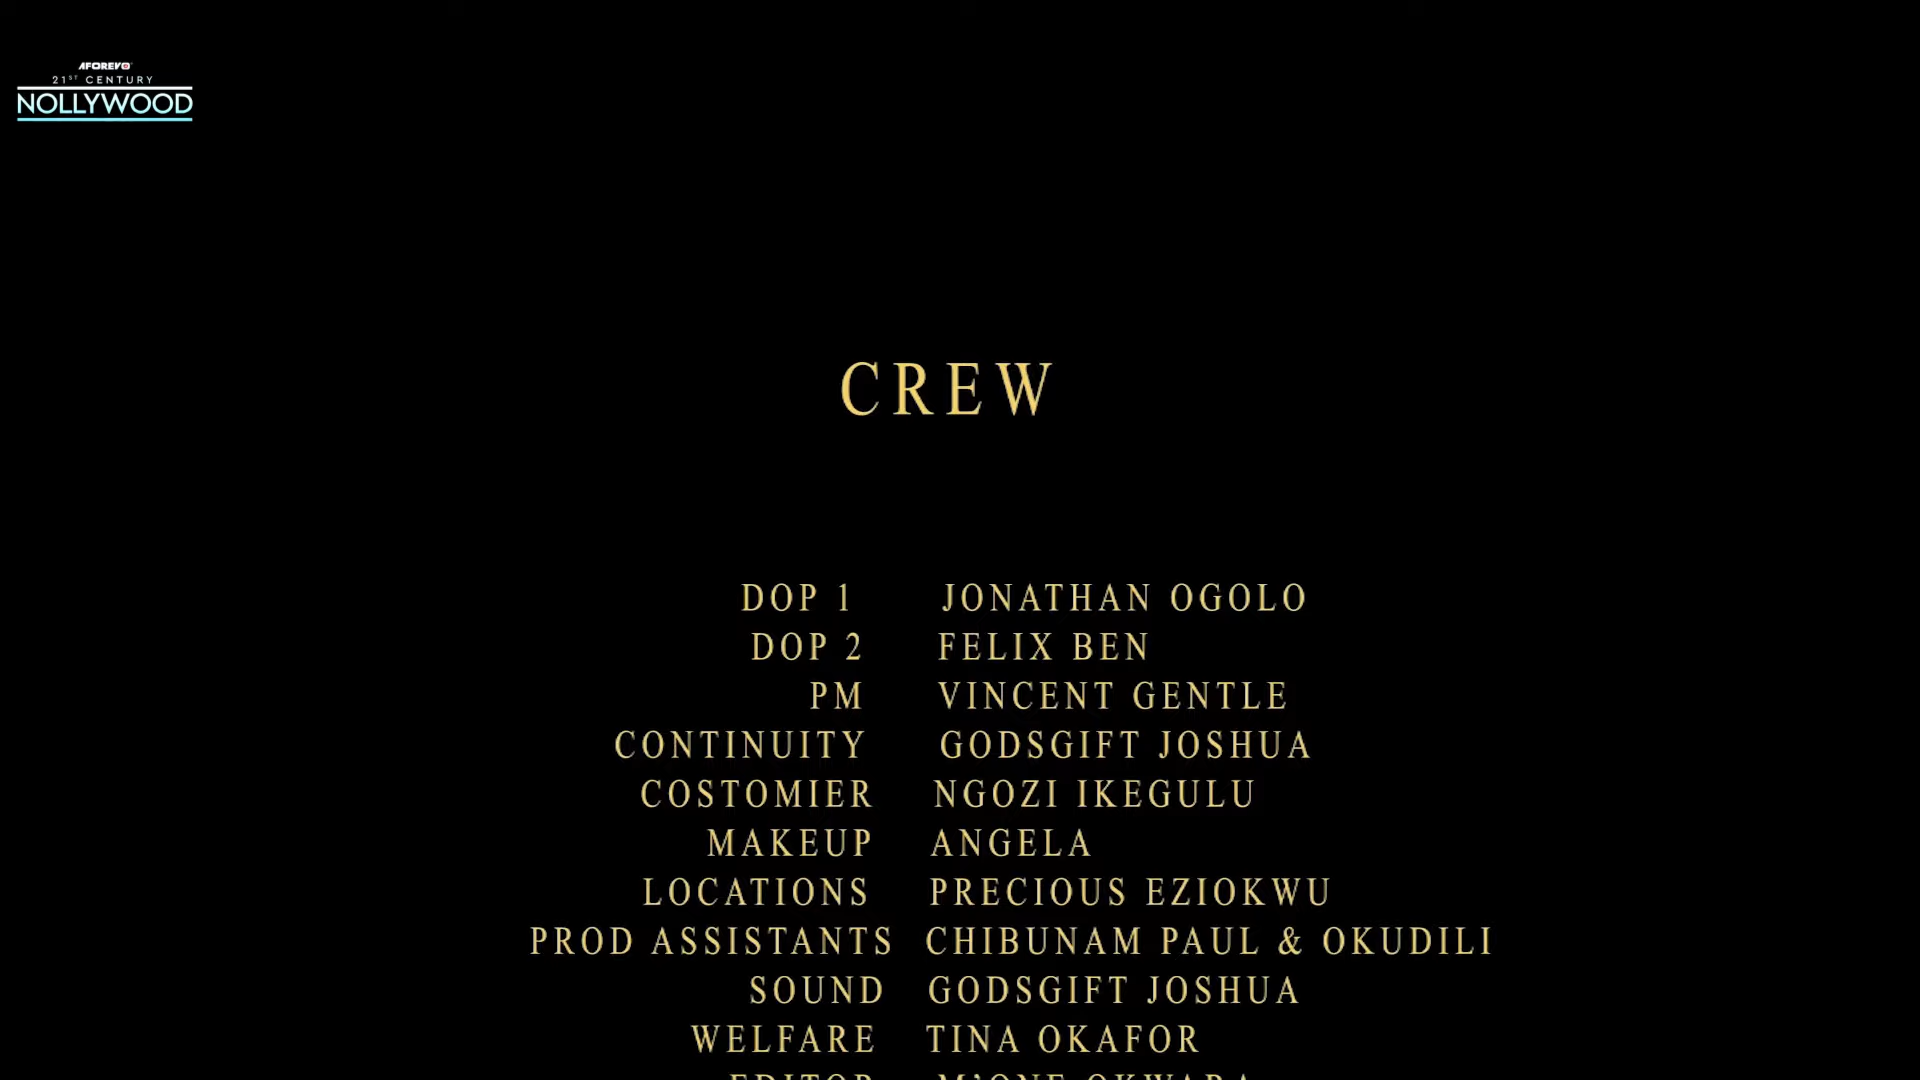 AFOREVO
21ST CENTURY
NOLLYWOOD
CREW
DOP 1 JONATHAN OGOLO
DOP 2 FELIX BEN
PM VINCENT GENTLE
CONTINUITY GODSGIFT JOSHUA
COSTOMIER NGOZI IKEGULU
MAKEUP ANGELA
LOCATIONS PRECIOUS EZIOKWU
PROD ASSISTANTS CHIBUNAM PAUL & OKUDILI
SOUND GODSGIFT JOSHUA
WELFARE TINA OKAFOR
EDITOR